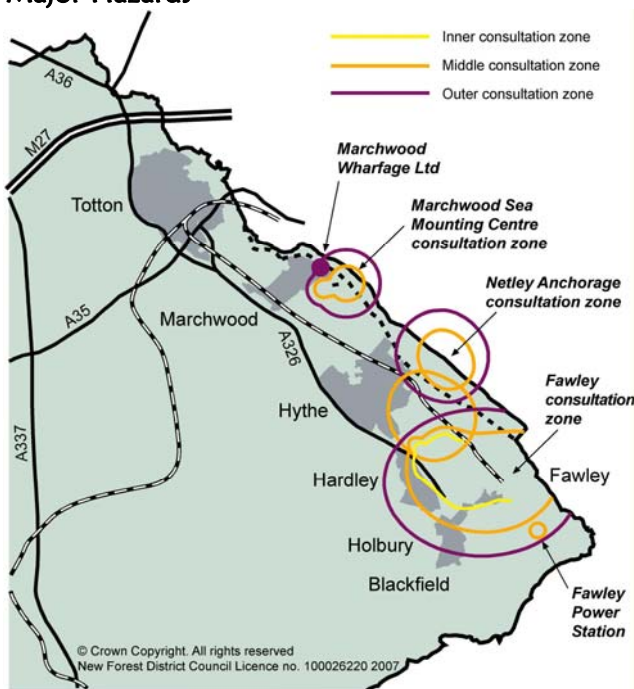 Major Hazards
Inner consultation zone
Middle consultation zone
Outer consultation zone
A36
M27
Marchwood
Wharfage Ltd
Totton
Marchwood Sea
Mounting Centre
consultation zone
Netley Anchorage
consultation zone
A35
Marchwood
A326
A337
Hythe
Fawley
consultation
zone
Hardley
Fawley
Holbury
Blackfield
Fawley
Power
Station
© Crown Copyright. All rights reserved
New Forest District Council Licence no. 100026220 2007